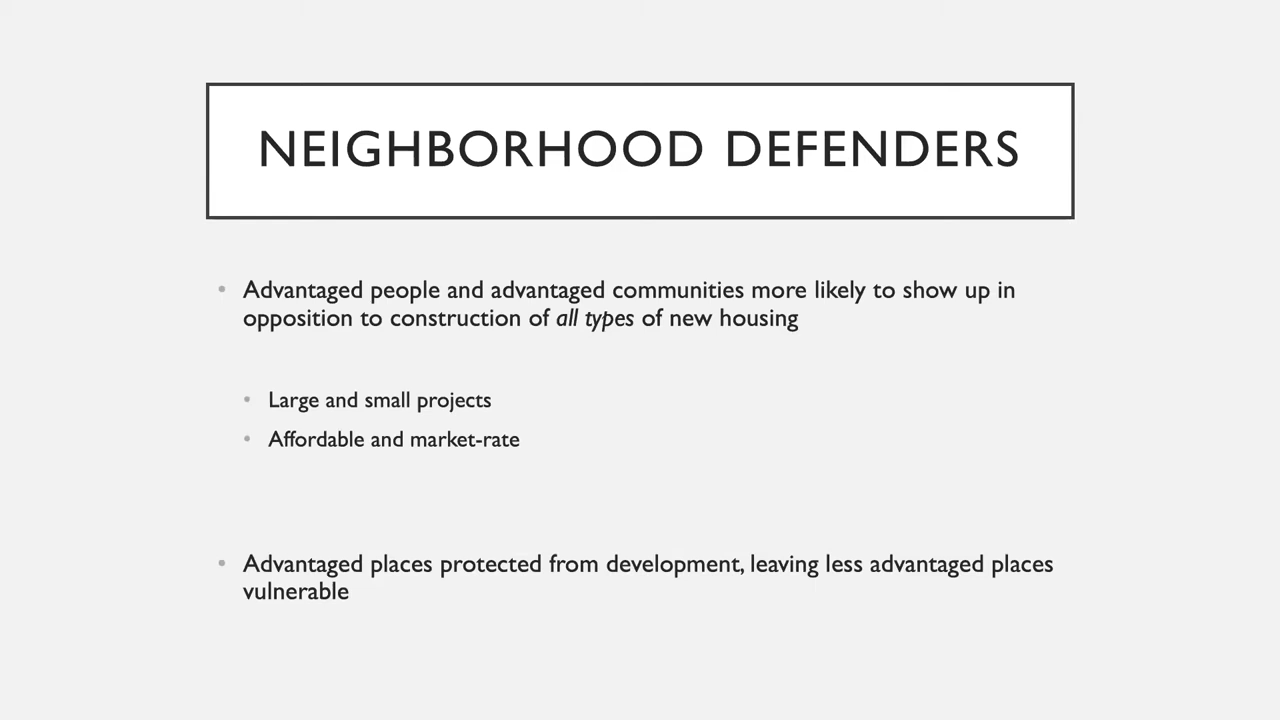 NEIGHBORHOOD DEFENDERS
• Advantaged people and advantaged communities more likely to show up in
opposition to construction of all types of new housing
• Large and small projects
• Affordable and market-rate
• Advantaged places protected from development, leaving less advantaged places
vulnerable